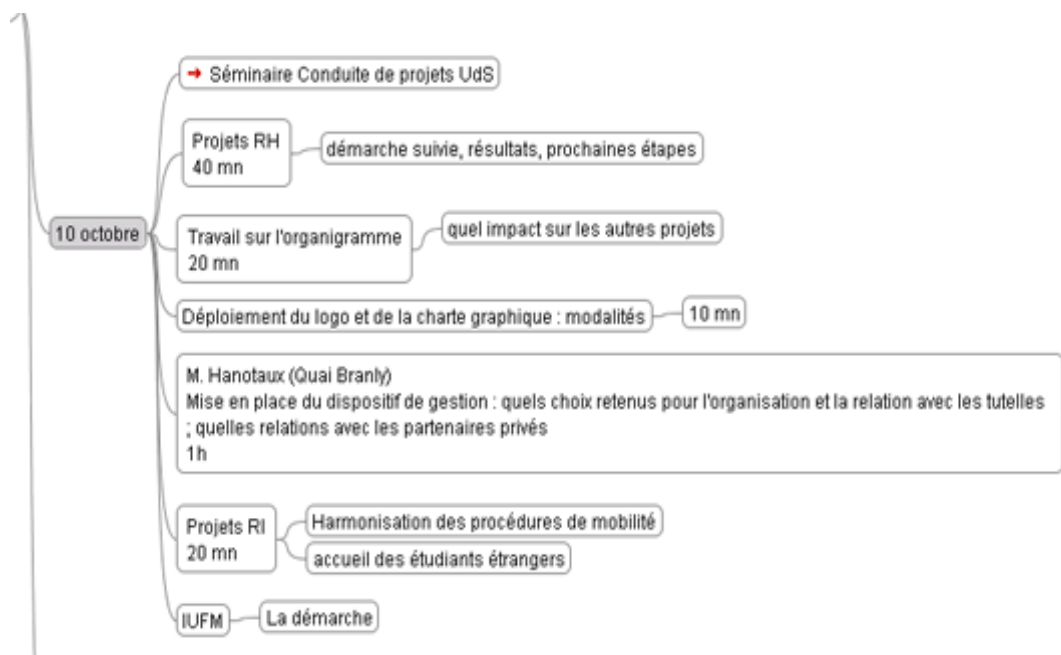 Séminaire Conduite de projets UdS
Projets RH
40 mn
démarche suivie, résultats, prochaines étapes
10 octobre
Travail sur l'organigramme
20 mn
quel impact sur les autres projets
Déploiement du logo et de la charte graphique : modalités
10 mn
M. Hanotaux (Quai Branly)
Mise en place du dispositif de gestion : quels choix retenus pour l'organisation et la relation avec les tutelles
; quelles relations avec les partenaires privés
1h
Projets RI
20 mn
Harmonisation des procédures de mobilité
accueil des étudiants étrangers
IUFM
La démarche